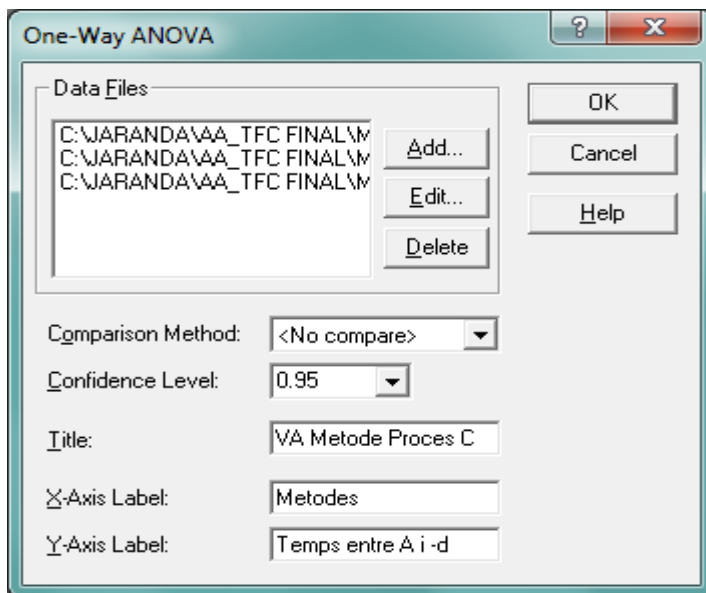 One-Way ANOVA
Data Files
C:\JARANDA\AA_TFC FINAL\M
C:\JARANDA\AA_TFC FINAL\M
C:\JARANDA\AA_TFC FINAL\M
Add...
Edit...
Delete
OK
Cancel
Help
Comparison Method: <No compare>
Confidence Level: 0.95
Title: VA Metode Proces C
X-Axis Label: Metodes
Y-Axis Label: Temps entre A i -d